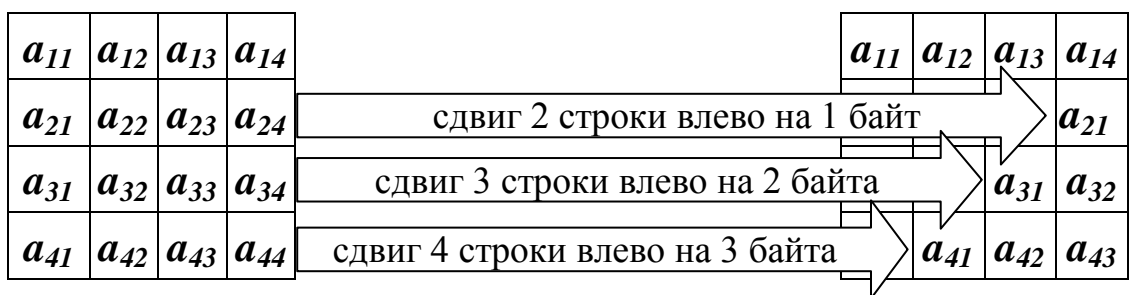 a11 a12 a13 a14 a11 a12 a13 a14
a21 a22 a23 a24 сдвиг 2 строки влево на 1 байт a21
a31 a32 a33 a34 сдвиг 3 строки влево на 2 байта a31 a32
a41 a42 a43 a44 сдвиг 4 строки влево на 3 байта a41 a42 a43